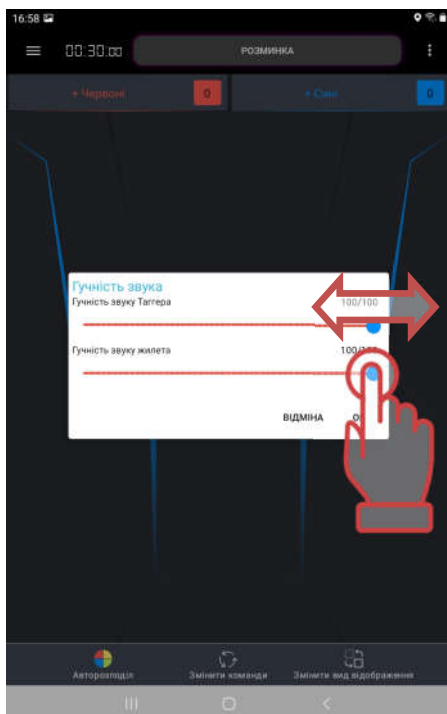 16:58
00:30:00
РОЗМИНКА
+ Червоні
0
+ Сині
0
Гучність звука
Гучність звуку Таггера
100/100
Гучність звуку жилета
ВІДМІНА
Авторозподіл
Змінити команди
Змінити вид відображення